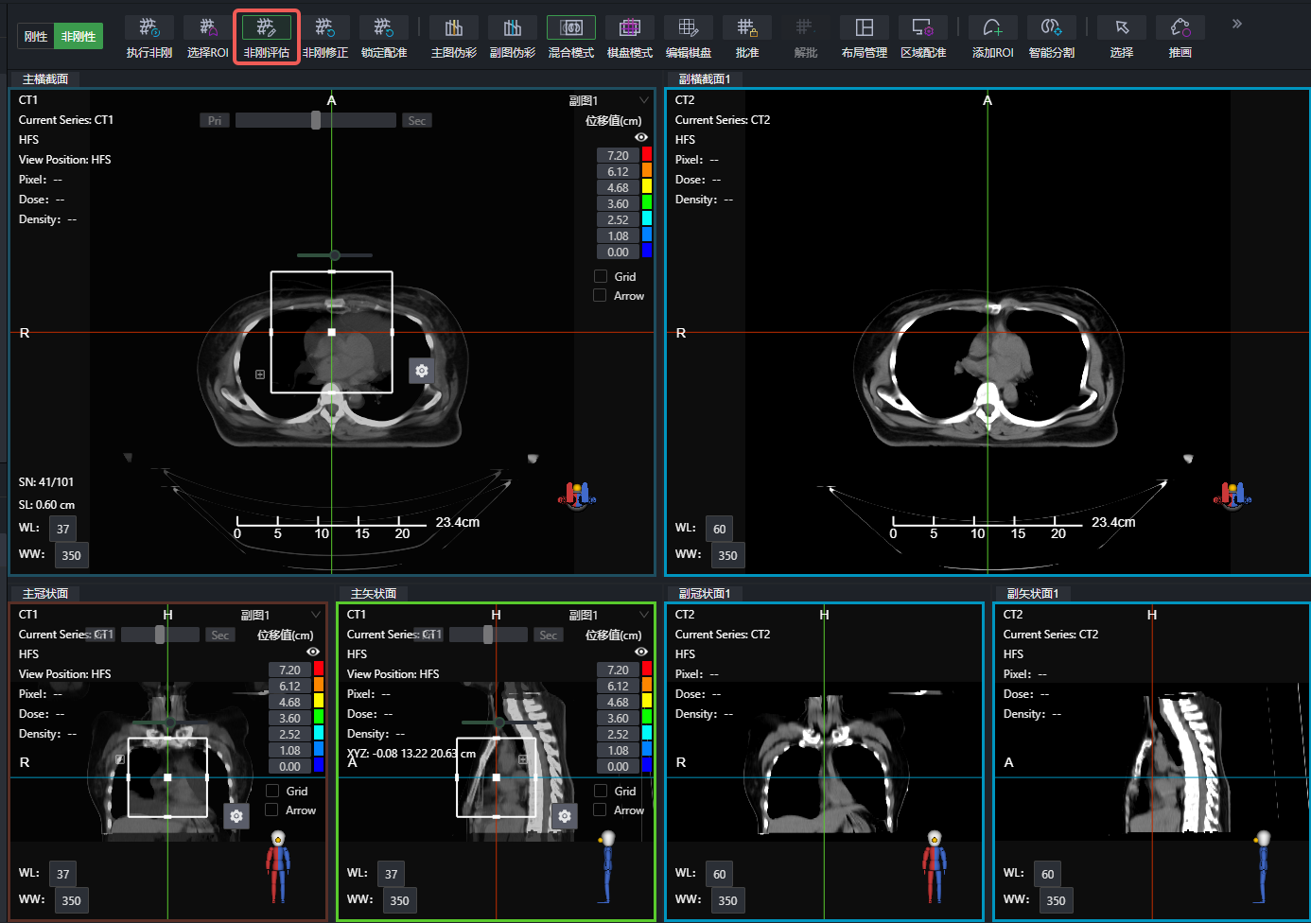 刚性 非刚性 执行非刚 选择ROI 非刚评估 非刚修正 锁定配准 主图伪彩 副图伪彩 混合模式 棋盘模式 编辑棋盘 批准 解批 布局管理 区域配准 添加ROI 智能分割 选择 推画
主横截面
CT1
A
副图1
Current Series: CT1
Pri
Sec
位移值(cm)
HFS
View Position: HFS
Pixel: --
Dose: --
Density: --
7.20
6.12
4.68
3.60
2.52
1.08
0.00
Grid
Arrow
R
SN: 41/101
SL: 0.60 cm
WL: 37
WW: 350
0 5 10 15 20 23.4cm
副横截面1
CT2
A
Current Series: CT2
HFS
Pixel: --
Dose: --
Density: --
R
WL: 60
WW: 350
0 5 10 15 20 23.4cm
主冠状面
CT1
H
副图1
Current Series: CT1
Sec
位移值(cm)
HFS
View Position: HFS
Pixel: --
Dose: --
Density: --
7.20
6.12
4.68
3.60
2.52
1.08
0.00
Grid
Arrow
R
WL: 37
WW: 350
主矢状面
CT1
H
副图1
Current Series: CT1
Sec
位移值(cm)
HFS
View Position: HFS
Pixel: --
Dose: --
Density: --
XYZ: -0.08 13.22 20.63 cm
7.20
6.12
4.68
3.60
2.52
1.08
0.00
Grid
Arrow
A
WL: 37
WW: 350
副冠状面1
CT2
H
Current Series: CT2
HFS
Pixel: --
Dose: --
Density: --
R
WL: 60
WW: 350
副矢状面1
CT2
H
Current Series: CT2
HFS
Pixel: --
Dose: --
Density: --
A
WL: 60
WW: 350